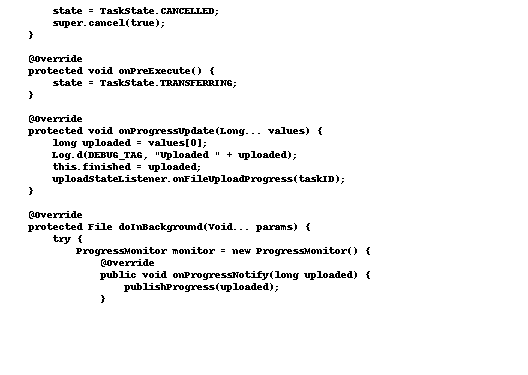 state = TaskState.CANCELLED;
super.cancel(true);
}
@Override
protected void onPreExecute() {
state = TaskState.TRANSFERRING;
}
@Override
protected void onProgressUpdate(Long... values) {
long uploaded = values[0];
Log.d(DEBUG_TAG, "Uploaded " + uploaded);
this.finished = uploaded;
uploadStateListener.onFileUploadProgress(taskID);
}
@Override
protected File doInBackground(Void... params) {
try {
ProgressMonitor monitor = new ProgressMonitor() {
@Override
public void onProgressNotify(long uploaded) {
publishProgress(uploaded);
}